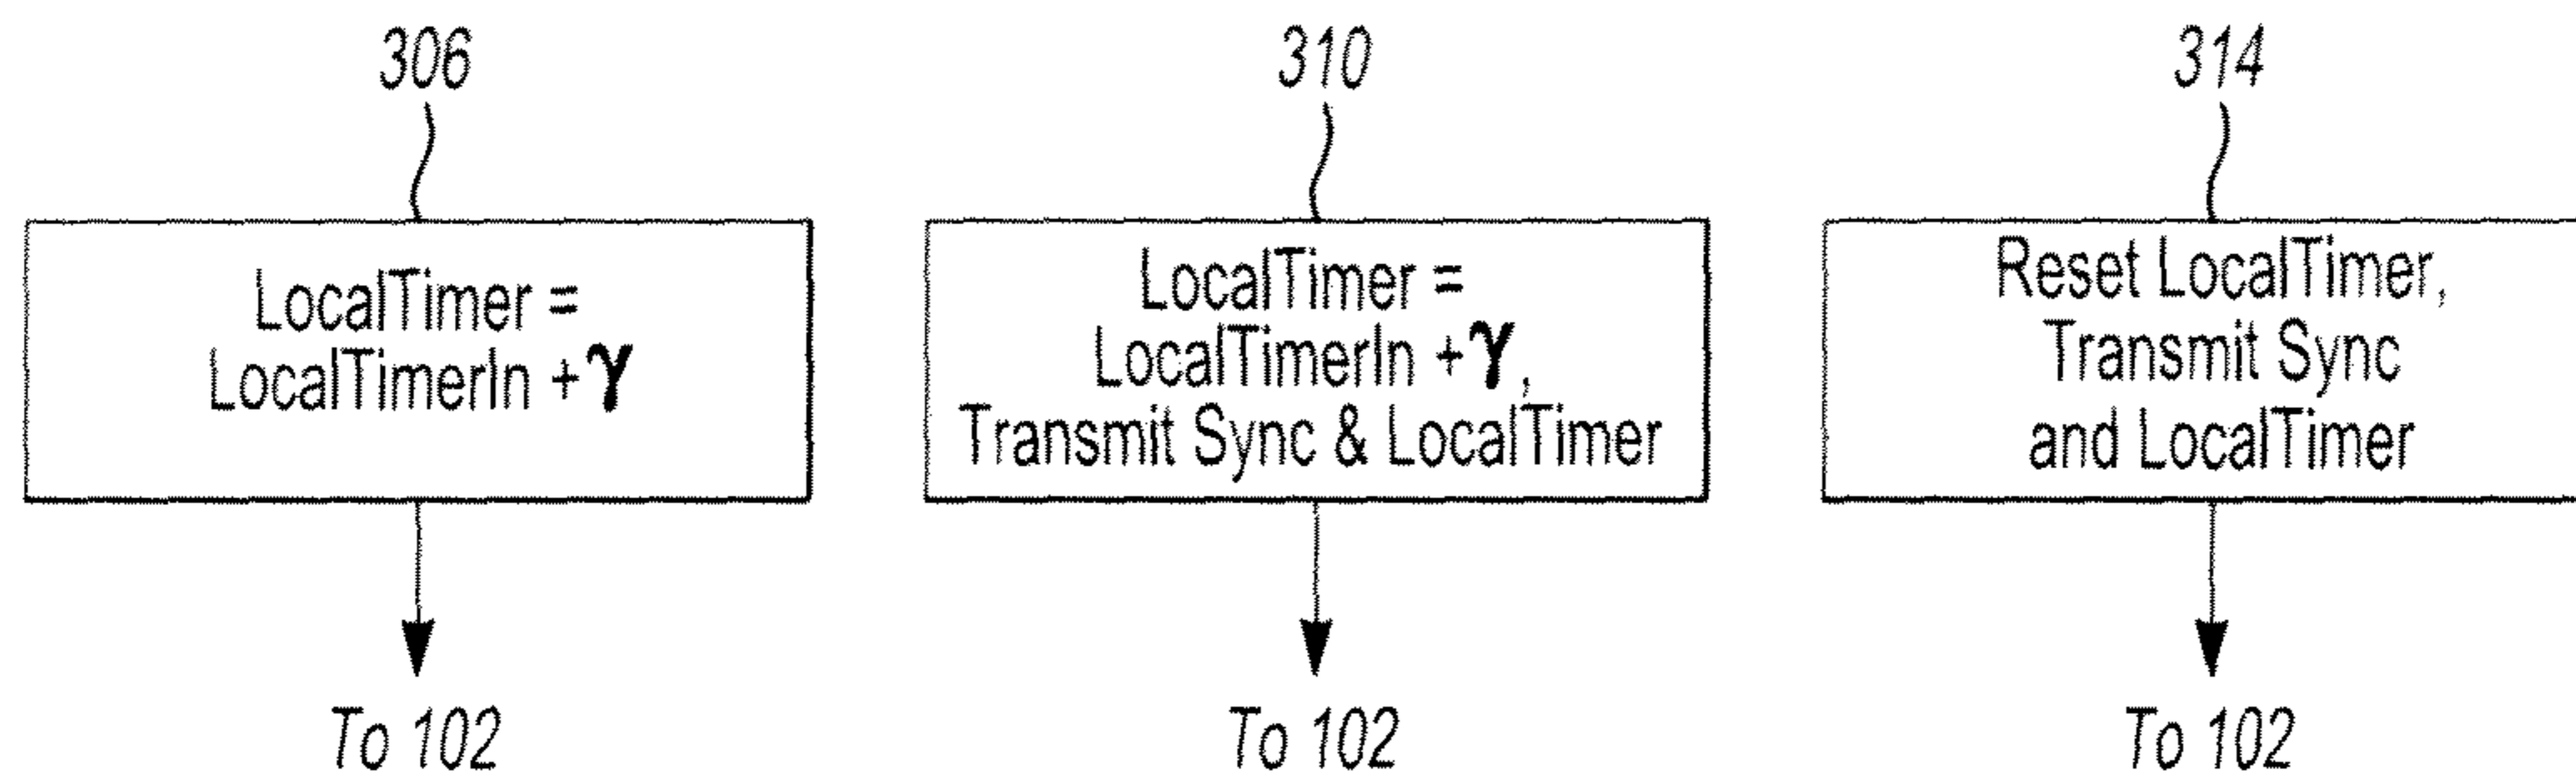 306
310
314
LocalTimer =
LocalTimerIn + γ
LocalTimer =
LocalTimerIn + γ,
Transmit Sync & LocalTimer
Reset LocalTimer,
Transmit Sync
and LocalTimer
To 102
To 102
To 102